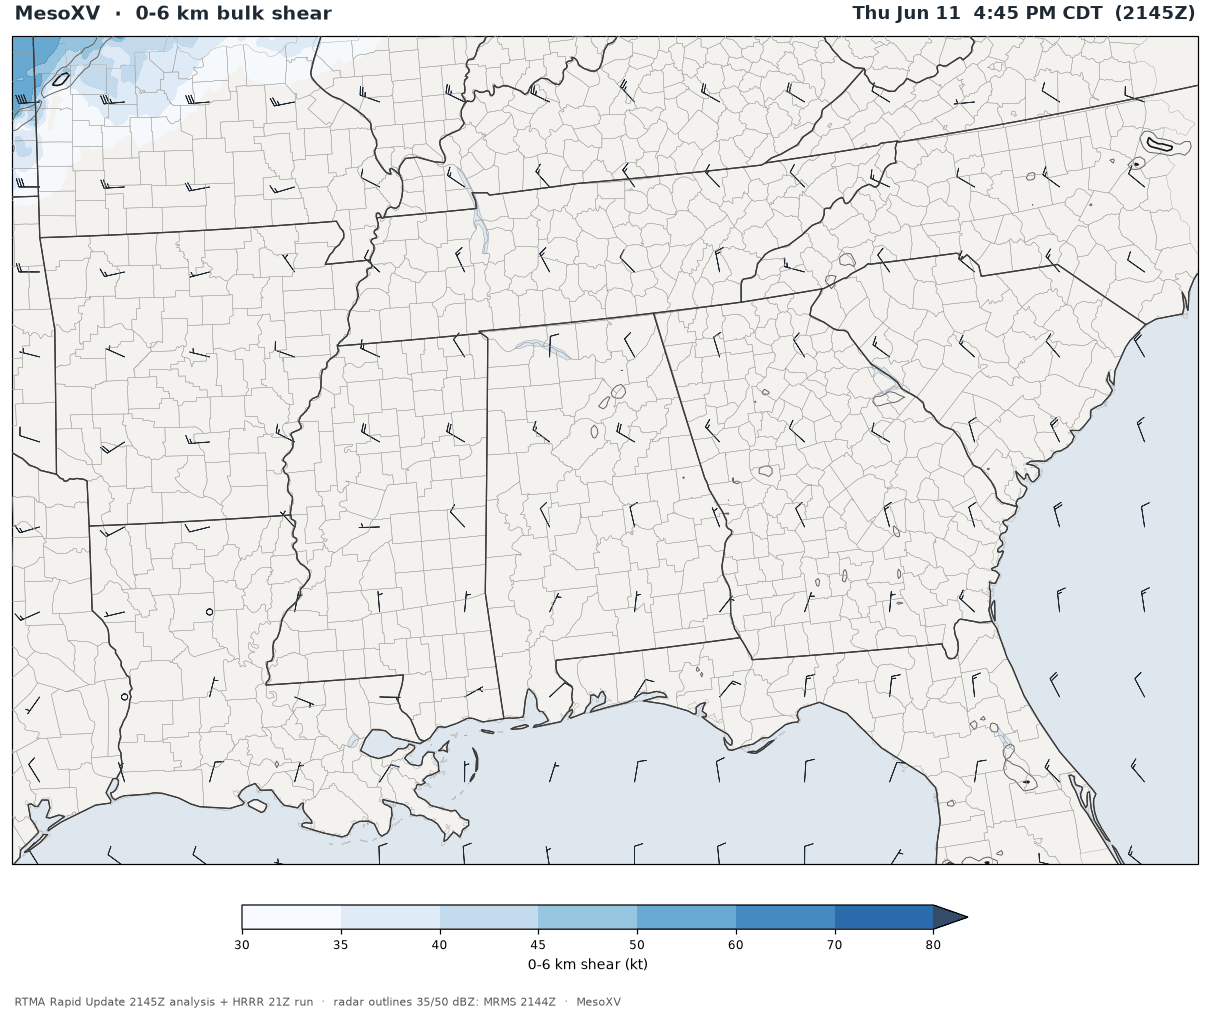 MesoXV · 0-6 km bulk shear
Thu Jun 11 4:45 PM CDT (2145Z)
30 35 40 45 50 60 70 80
0-6 km shear (kt)
RTMA Rapid Update 2145Z analysis + HRRR 21Z run · radar outlines 35/50 dBZ: MRMS 2144Z · MesoXV